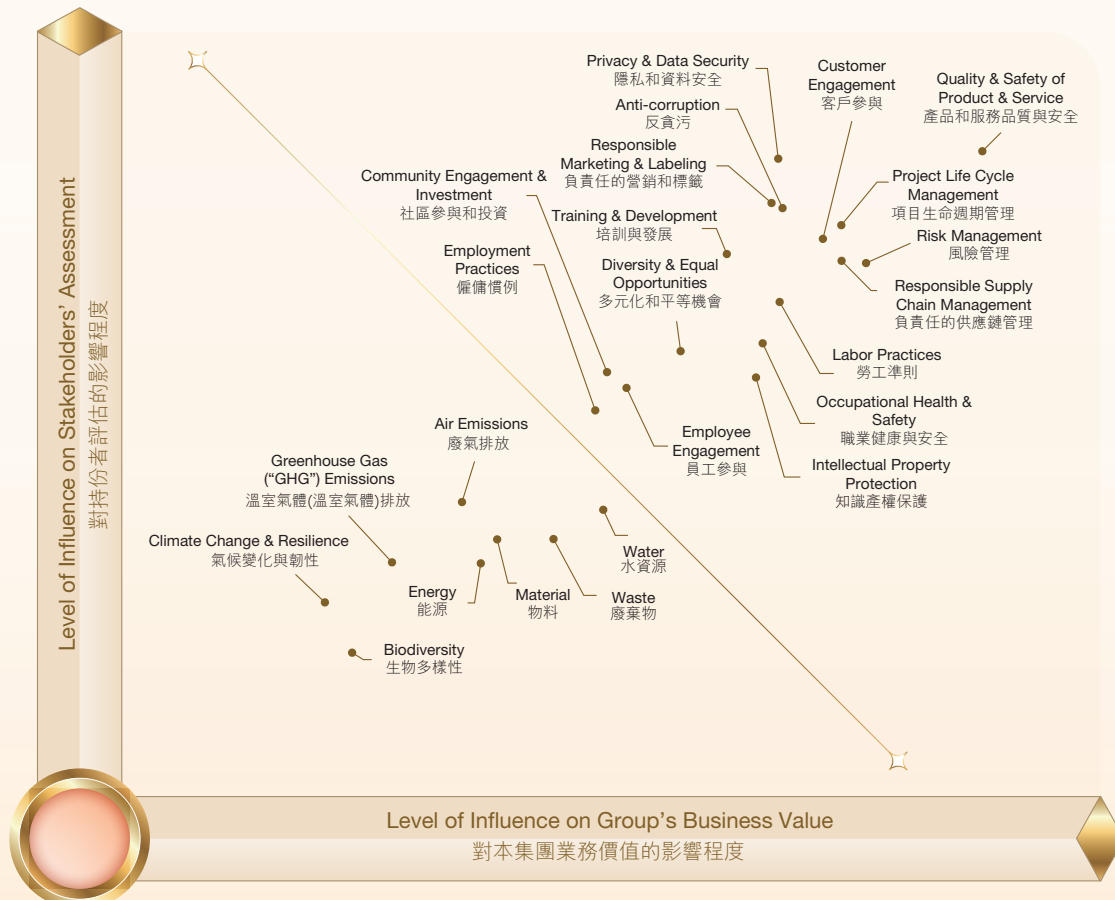 Level of Influence on Stakeholders’ Assessment
對持份者評估的影響程度
Privacy & Data Security
隱私和資料安全
Anti-corruption
反貪污
Responsible
Marketing & Labeling
負責任的營銷和標籤
Customer
Engagement
客戶參與
Quality & Safety of
Product & Service
產品和服務品質與安全
Community Engagement &
Investment
社區參與和投資
Training & Development
培訓與發展
Project Life Cycle
Management
項目生命週期管理
Employment
Practices
僱傭慣例
Diversity & Equal
Opportunities
多元化和平等機會
Risk Management
風險管理
Responsible Supply
Chain Management
負責任的供應鏈管理
Labor Practices
勞工準則
Occupational Health &
Safety
職業健康與安全
Air Emissions
廢氣排放
Employee
Engagement
員工參與
Intellectual Property
Protection
知識產權保護
Greenhouse Gas
(“GHG”) Emissions
溫室氣體(溫室氣體)排放
Climate Change & Resilience
氣候變化與韌性
Water
水資源
Energy
能源
Material
物料
Waste
廢棄物
Biodiversity
生物多樣性
Level of Influence on Group’s Business Value
對本集團業務價值的影響程度